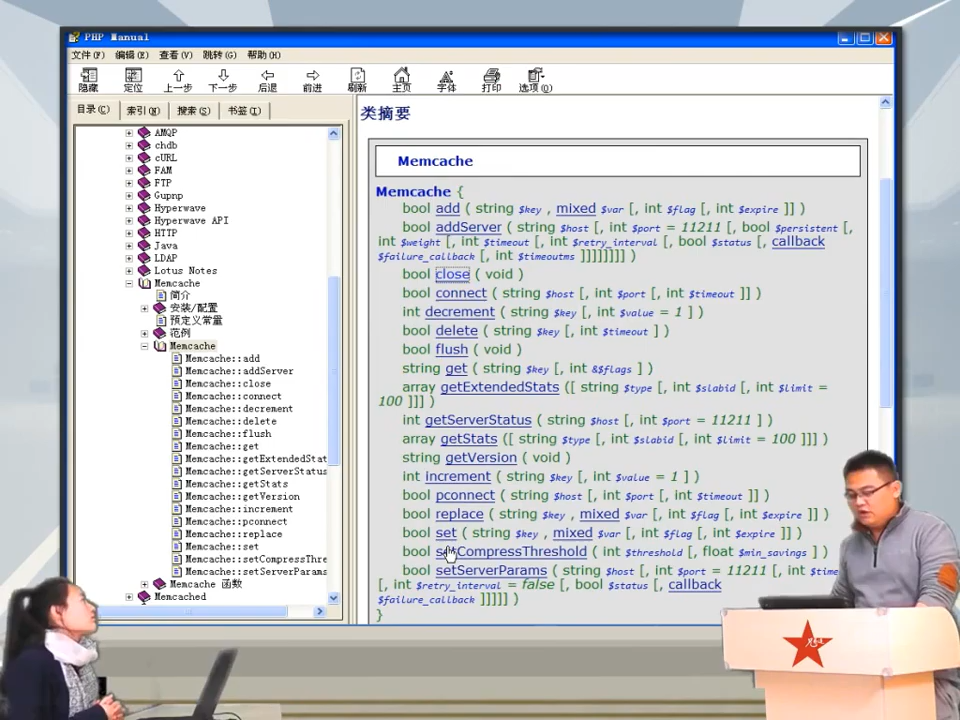 PHP Manual
文件(F) 编辑(E) 查看(V) 跳转(G) 帮助(H)
隐藏 定位 上一步 下一步 后退 前进 刷新 主页 字体 打印 选项(O)
目录(C) 索引(N) 搜索(S) 书签(I)
AMQP
chdb
cURL
FAM
FTP
Gupnp
Hyperwave
Hyperwave API
HTTP
Java
LDAP
Lotus Notes
Memcache
简介
安装/配置
预定义常量
范例
Memcache
Memcache::add
Memcache::addServer
Memcache::close
Memcache::connect
Memcache::decrement
Memcache::delete
Memcache::flush
Memcache::get
Memcache::getExtendedStat
Memcache::getServerStatus
Memcache::getStats
Memcache::getVersion
Memcache::increment
Memcache::pconnect
Memcache::replace
Memcache::set
Memcache::setCompressThre
Memcache::setServerParams
Memcache 函数
Memcached
类摘要
Memcache
Memcache {
bool add ( string $key , mixed $var [, int $flag [, int $expire ]] )
bool addServer ( string $host [, int $port = 11211 [, bool $persistent [,
int $weight [, int $timeout [, int $retry_interval [, bool $status [, callback
$failure_callback [, int $timeoutms ]]]]]]]] )
bool close ( void )
bool connect ( string $host [, int $port [, int $timeout ]] )
int decrement ( string $key [, int $value = 1 ] )
bool delete ( string $key [, int $timeout ] )
bool flush ( void )
string get ( string $key [, int &$flags ] )
array getExtendedStats ([ string $type [, int $slabid [, int $limit =
100 ]]] )
int getServerStatus ( string $host [, int $port = 11211 ] )
array getStats ([ string $type [, int $slabid [, int $limit = 100 ]]] )
string getVersion ( void )
int increment ( string $key [, int $value = 1 ] )
bool pconnect ( string $host [, int $port [, int $timeout ]] )
bool replace ( string $key , mixed $var [, int $flag [, int $expire ]] )
bool set ( string $key , mixed $var [, int $flag [, int $expire ]] )
bool setCompressThreshold ( int $threshold [, float $min_savings ] )
bool setServerParams ( string $host [, int $port = 11211 [, int $time
[, int $retry_interval = false [, bool $status [, callback
$failure_callback ]]]]] )
}